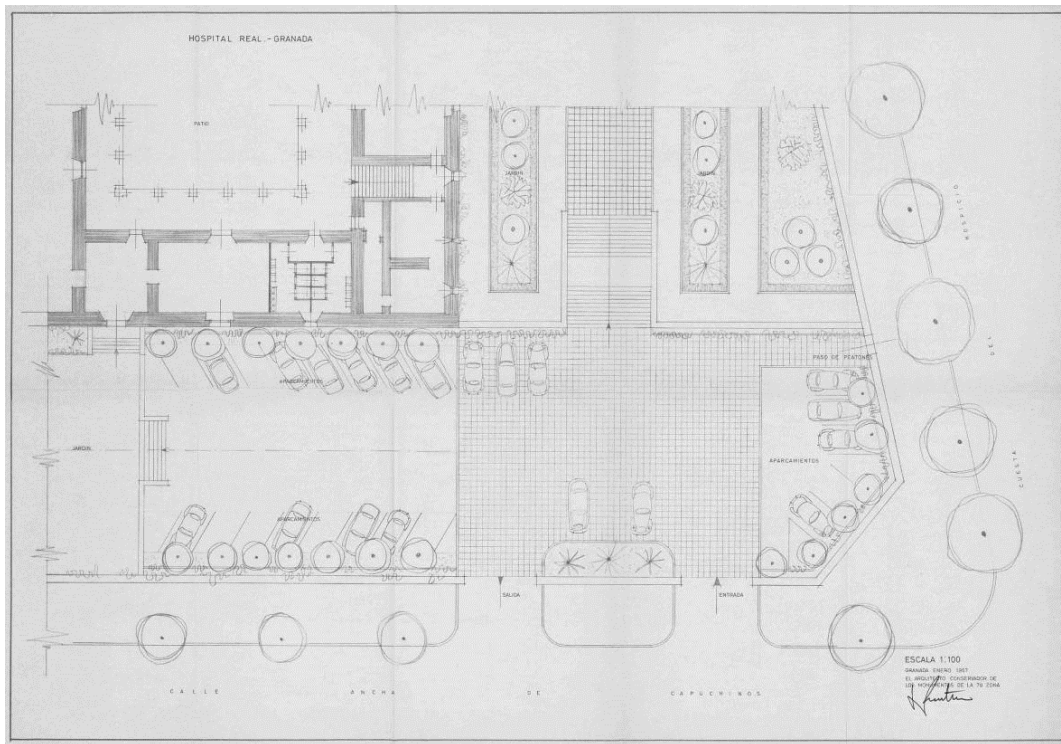 HOSPITAL REAL.-GRANADA
PATIO
JARDIN
JARDIN
HOSPICIO
DEL
CUESTA
PASO DE PEATONES
APARCAMIENTOS
JARDIN
APARCAMIENTOS
APARCAMIENTOS
SALIDA
ENTRADA
CALLE ANCHA DE CAPUCHINOS
ESCALA 1:100
GRANADA ENERO 1967
EL ARQUITECTO CONSERVADOR DE
LOS MONUMENTOS DE LA 7ª ZONA